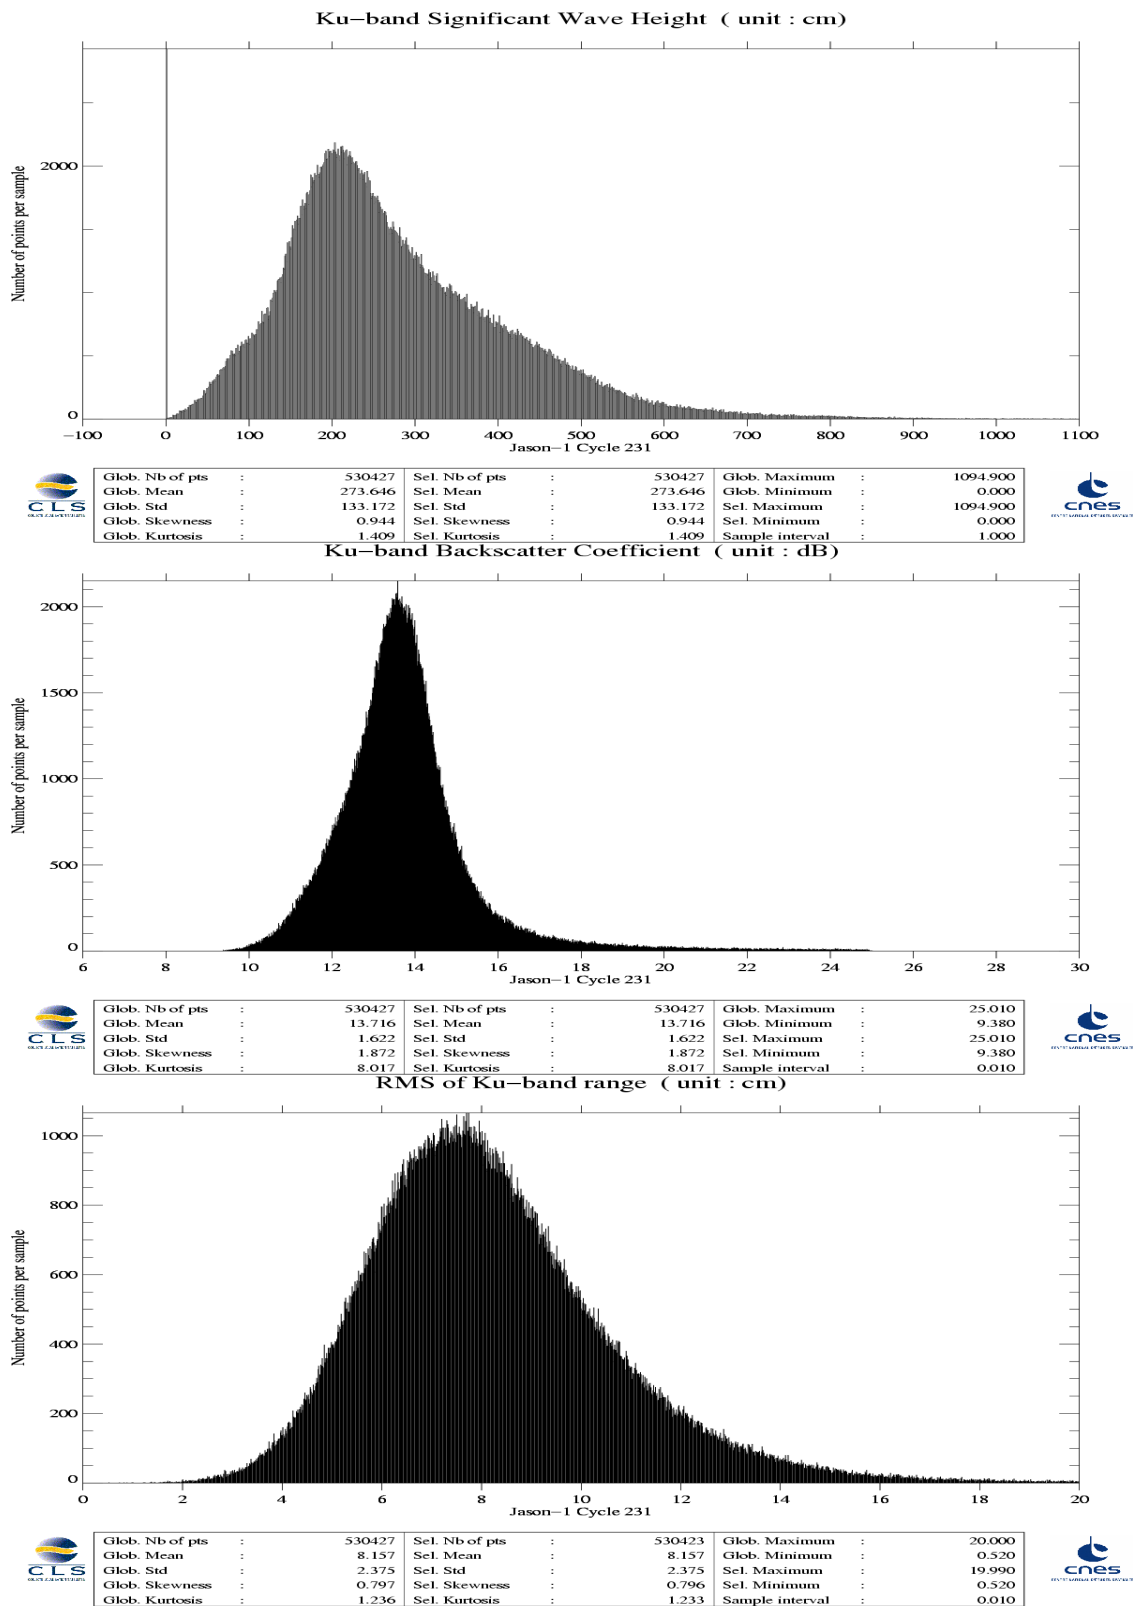 Ku-band Significant Wave Height ( unit : cm)
Number of points per sample
2000
0
-100 0 100 200 300 400 500 600 700 800 900 1000 1100
Jason-1 Cycle 231
CLS
Glob. Nb of pts : 530427 Sel. Nb of pts : 530427 Glob. Maximum : 1094.900
Glob. Mean : 273.646 Sel. Mean : 273.646 Glob. Minimum : 0.000
Glob. Std : 133.172 Sel. Std : 133.172 Sel. Maximum : 1094.900
Glob. Skewness : 0.944 Sel. Skewness : 0.944 Sel. Minimum : 0.000
Glob. Kurtosis : 1.409 Sel. Kurtosis : 1.409 Sample interval : 1.000
cnes
Ku-band Backscatter Coefficient ( unit : dB)
Number of points per sample
2000
1500
1000
500
0
6 8 10 12 14 16 18 20 22 24 26 28 30
Jason-1 Cycle 231
CLS
Glob. Nb of pts : 530427 Sel. Nb of pts : 530427 Glob. Maximum : 25.010
Glob. Mean : 13.716 Sel. Mean : 13.716 Glob. Minimum : 9.380
Glob. Std : 1.622 Sel. Std : 1.622 Sel. Maximum : 25.010
Glob. Skewness : 1.872 Sel. Skewness : 1.872 Sel. Minimum : 9.380
Glob. Kurtosis : 8.017 Sel. Kurtosis : 8.017 Sample interval : 0.010
cnes
RMS of Ku-band range ( unit : cm)
Number of points per sample
1000
800
600
400
200
0
0 2 4 6 8 10 12 14 16 18 20
Jason-1 Cycle 231
CLS
Glob. Nb of pts : 530427 Sel. Nb of pts : 530423 Glob. Maximum : 20.000
Glob. Mean : 8.157 Sel. Mean : 8.157 Glob. Minimum : 0.520
Glob. Std : 2.375 Sel. Std : 2.375 Sel. Maximum : 19.990
Glob. Skewness : 0.797 Sel. Skewness : 0.796 Sel. Minimum : 0.520
Glob. Kurtosis : 1.236 Sel. Kurtosis : 1.233 Sample interval : 0.010
cnes